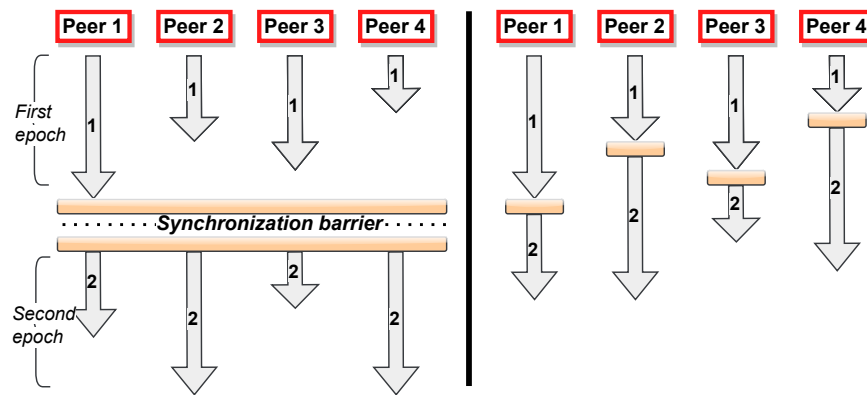 Peer 1 Peer 2 Peer 3 Peer 4
1 1 1 1
First
epoch
Synchronization barrier
2 2 2 2
Second
epoch
Peer 1 Peer 2 Peer 3 Peer 4
1 1 1 1
2 2 2 2